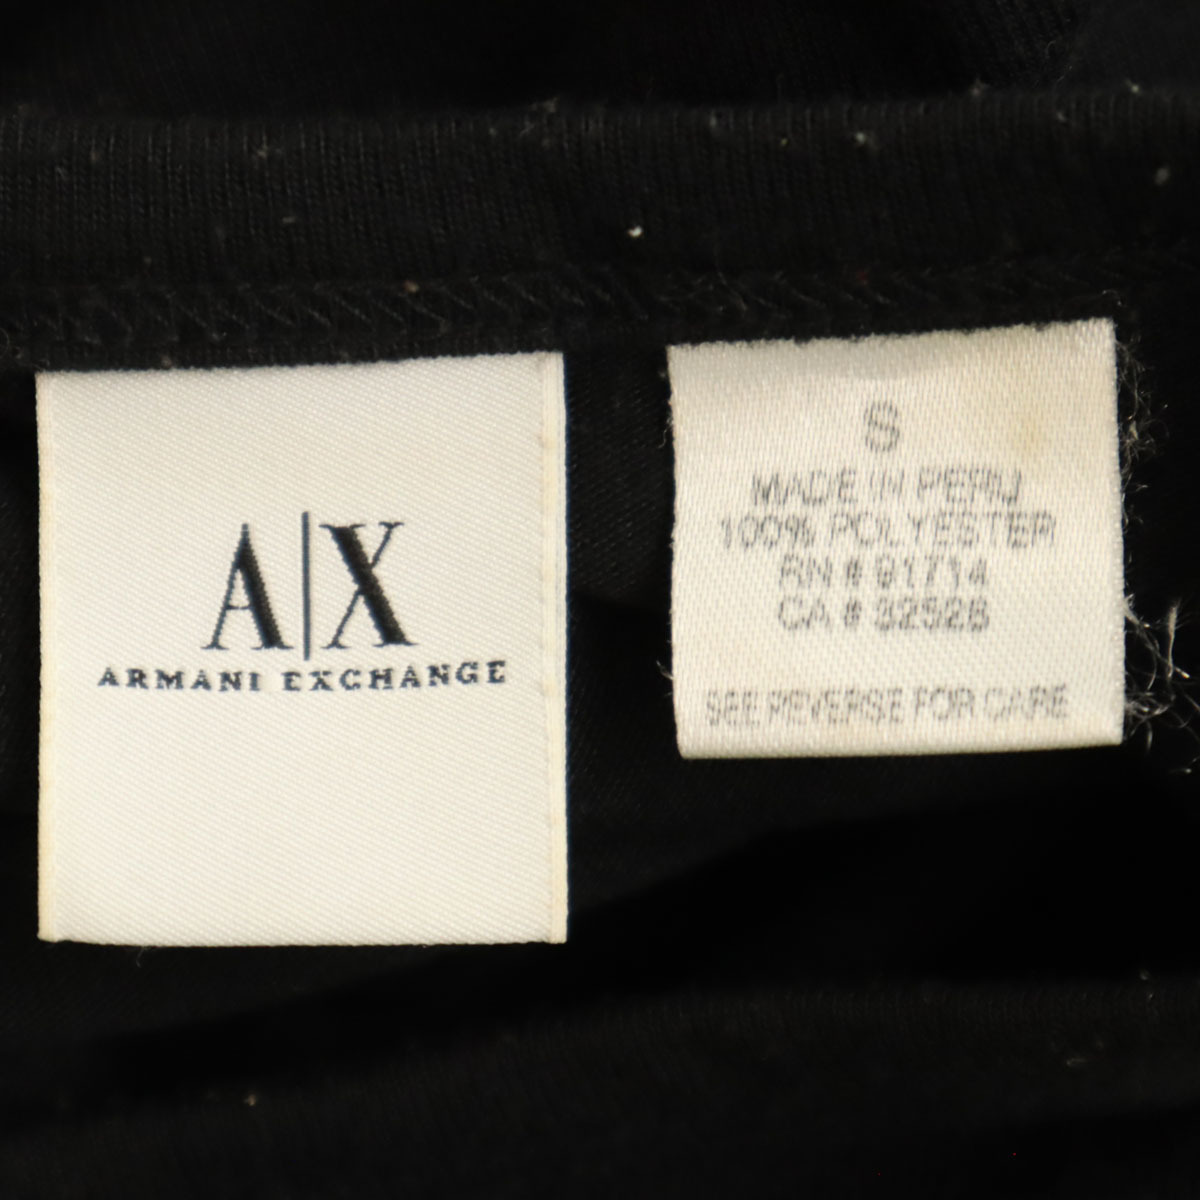 A|X
ARMANI EXCHANGE
S
MADE IN PERU
100% POLYESTER
RN # 91714
CA # 32528
SEE REVERSE FOR CARE